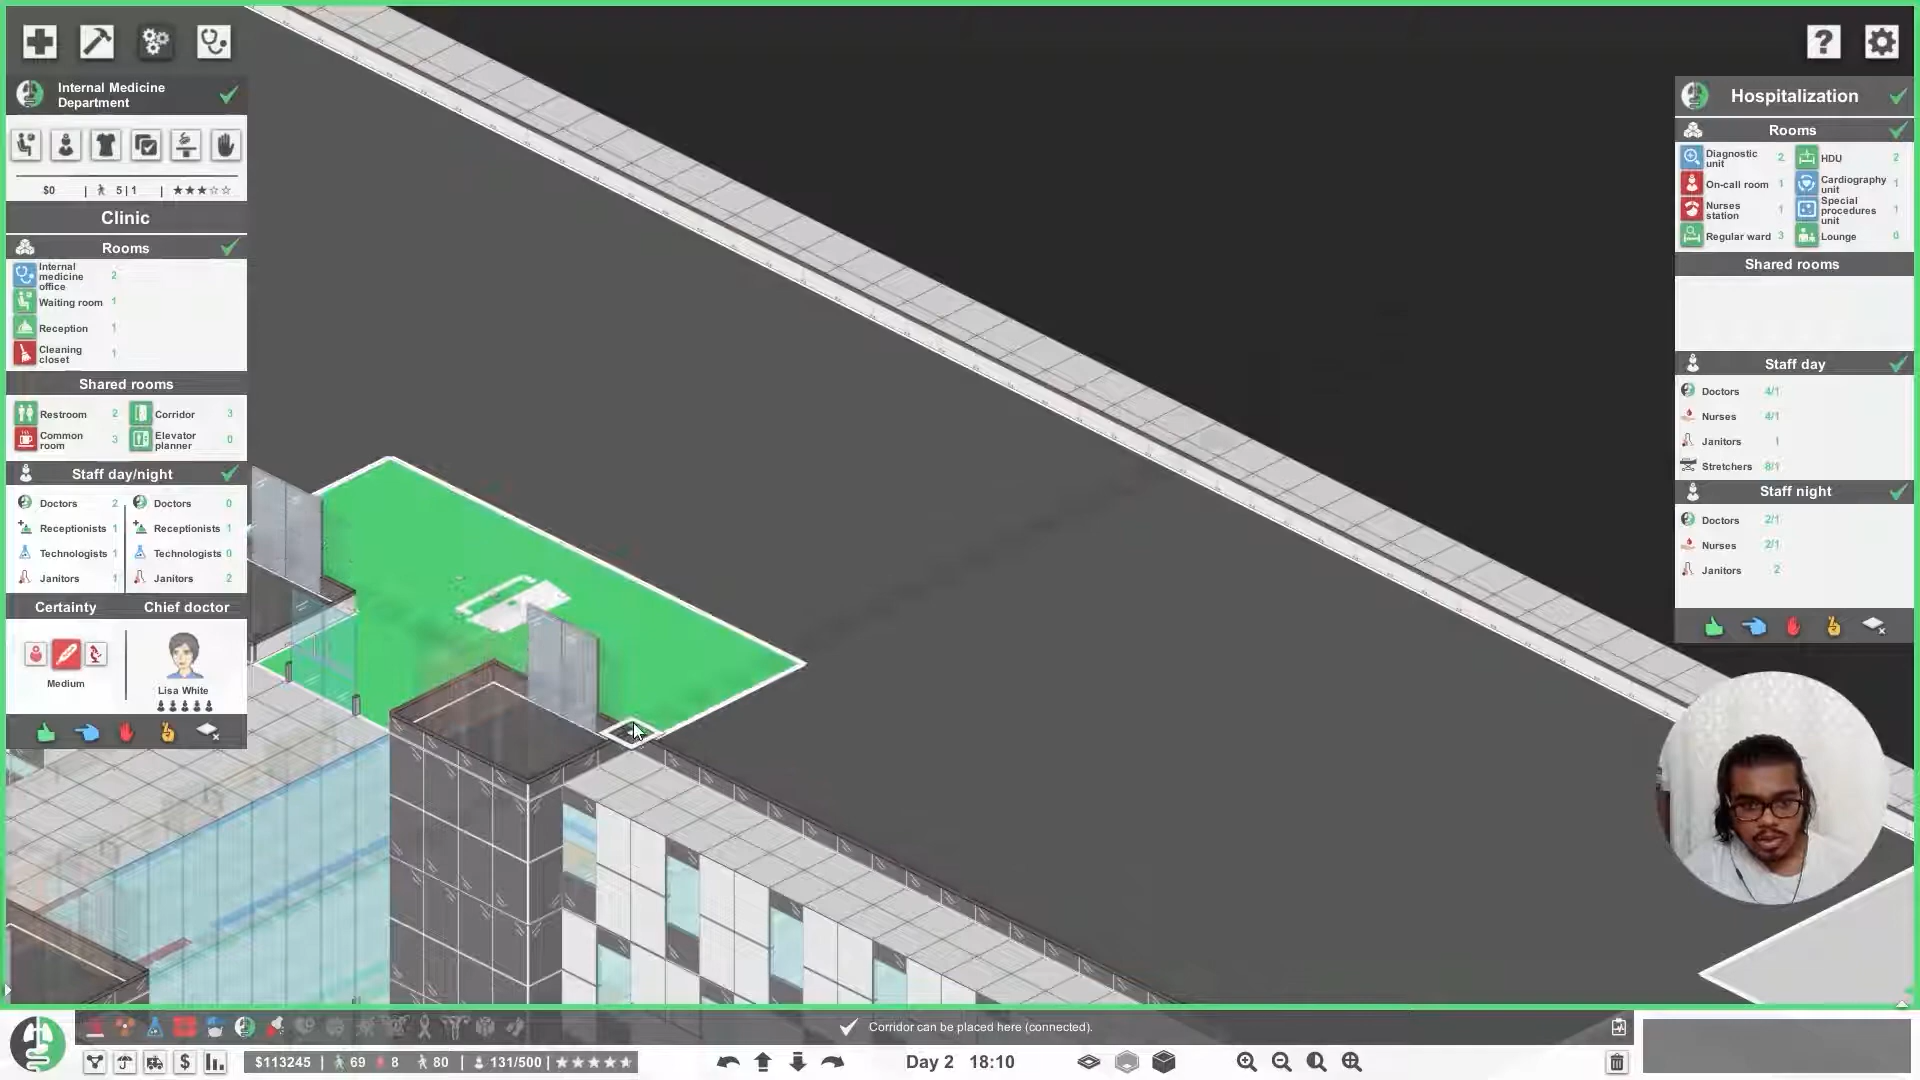 Internal Medicine
Department
$0 | 5 | 1 | ★★★☆☆
Clinic
Rooms
Internal
medicine
office 2
Waiting room 1
Reception 1
Cleaning
closet 1
Shared rooms
Restroom 2 Corridor 3
Common
room 3 Elevator
planner 0
Staff day/night
Doctors 2 Doctors 0
Receptionists 1 Receptionists 1
Technologists 1 Technologists 0
Janitors 1 Janitors 2
Certainty Chief doctor
Medium Lisa White
Hospitalization
Rooms
Diagnostic
unit 2 HDU 2
On-call room 1 Cardiography
unit 1
Nurses
station 1 Special
procedures
unit 1
Regular ward 3 Lounge 0
Shared rooms
Staff day
Doctors 4/1
Nurses 4/1
Janitors 1
Stretchers 8/1
Staff night
Doctors 2/1
Nurses 2/1
Janitors 2
Corridor can be placed here (connected).
$113245 | 69 8 | 80 | 131/500 |
Day 2 18:10